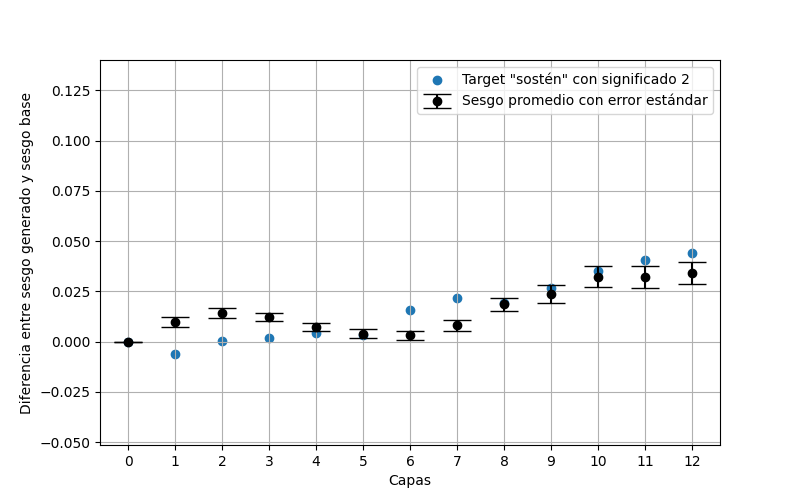 Target "sostén" con significado 2
Sesgo promedio con error estándar
Diferencia entre sesgo generado y sesgo base
0.125
0.100
0.075
0.050
0.025
0.000
−0.025
−0.050
0 1 2 3 4 5 6 7 8 9 10 11 12
Capas